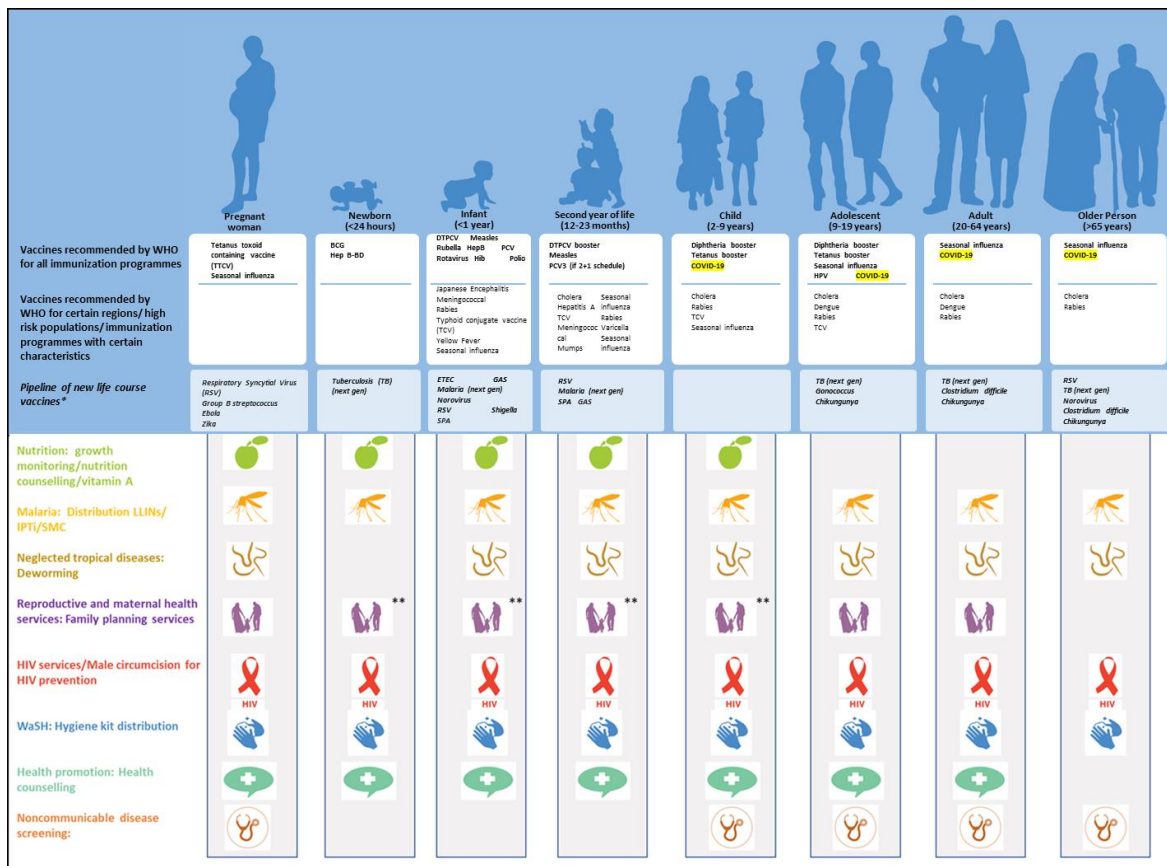 Pregnant
woman
Newborn
(<24 hours)
Infant
(<1 year)
Second year of life
(12-23 months)
Child
(2-9 years)
Adolescent
(9-19 years)
Adult
(20-64 years)
Older Person
(>65 years)
Vaccines recommended by WHO
for all immunization programmes
Tetanus toxoid
containing vaccine
(TTCV)
Seasonal influenza
BCG
Hep B-BD
DTPCV Measles
Rubella HepB PCV
Rotavirus Hib Polio
DTPCV booster
Measles
PCV3 (if 2+1 schedule)
Diphtheria booster
Tetanus booster
COVID-19
Diphtheria booster
Tetanus booster
Seasonal influenza
HPV COVID-19
Seasonal influenza
COVID-19
Seasonal influenza
COVID-19
Vaccines recommended by
WHO for certain regions/ high
risk populations/ immunization
programmes with certain
characteristics
Japanese Encephalitis
Meningococcal
Rabies
Typhoid conjugate vaccine
(TCV)
Yellow Fever
Seasonal influenza
Cholera Seasonal
Hepatitis A influenza
TCV Rabies
Meningococ Varicella
cal Seasonal
Mumps influenza
Cholera
Rabies
TCV
Seasonal influenza
Cholera
Dengue
Rabies
TCV
Cholera
Dengue
Rabies
Cholera
Rabies
Pipeline of new life course
vaccines*
Respiratory Syncytial Virus
(RSV)
Group B streptococcus
Ebola
Zika
Tuberculosis (TB)
(next gen)
ETEC GAS
Malaria (next gen)
Norovirus
RSV Shigella
SPA
RSV
Malaria (next gen)
SPA GAS
TB (next gen)
Gonococcus
Chikungunya
TB (next gen)
Clostridium difficile
Chikungunya
RSV
TB (next gen)
Norovirus
Clostridium difficile
Chikungunya
Nutrition: growth
monitoring/nutrition
counselling/vitamin A
Malaria: Distribution LLINs/
IPTi/SMC
Neglected tropical diseases:
Deworming
Reproductive and maternal health
services: Family planning services
** ** ** **
HIV services/Male circumcision for
HIV prevention
HIV HIV HIV HIV HIV HIV HIV HIV
WaSH: Hygiene kit distribution
Health promotion: Health
counselling
Noncommunicable disease
screening: